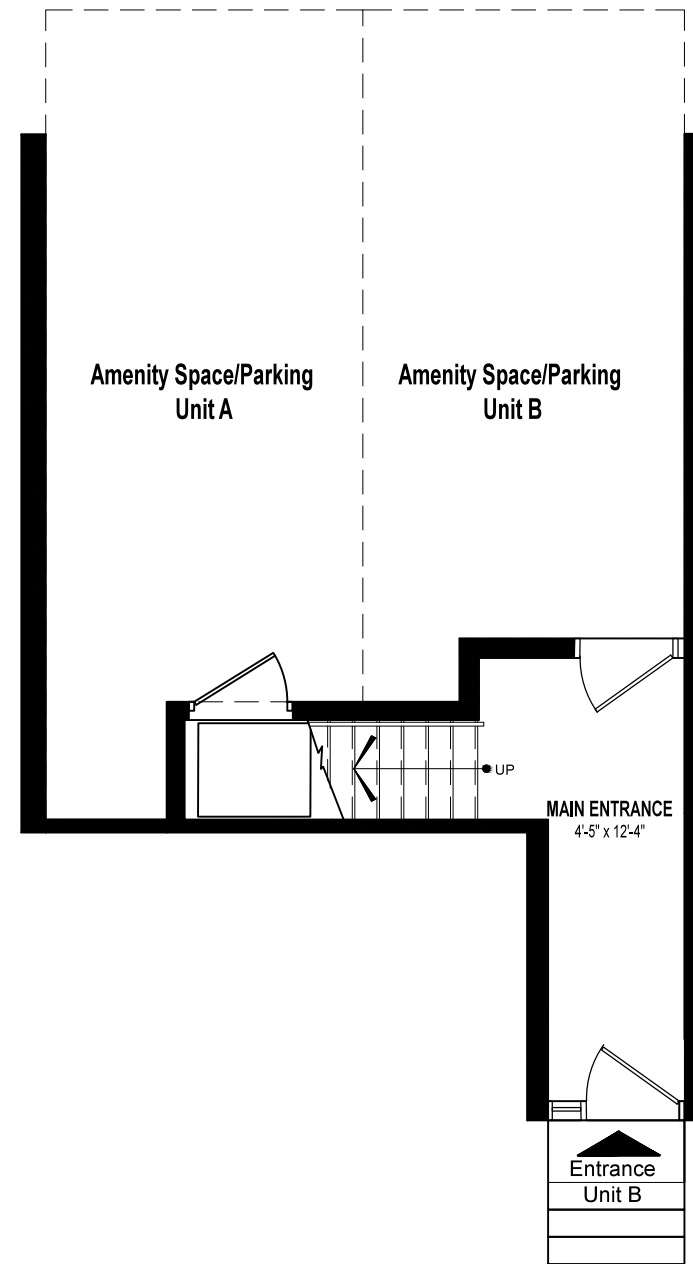 Amenity Space/Parking
Unit A
Amenity Space/Parking
Unit B
UP
MAIN ENTRANCE
4'-5" x 12'-4"
Entrance
Unit B